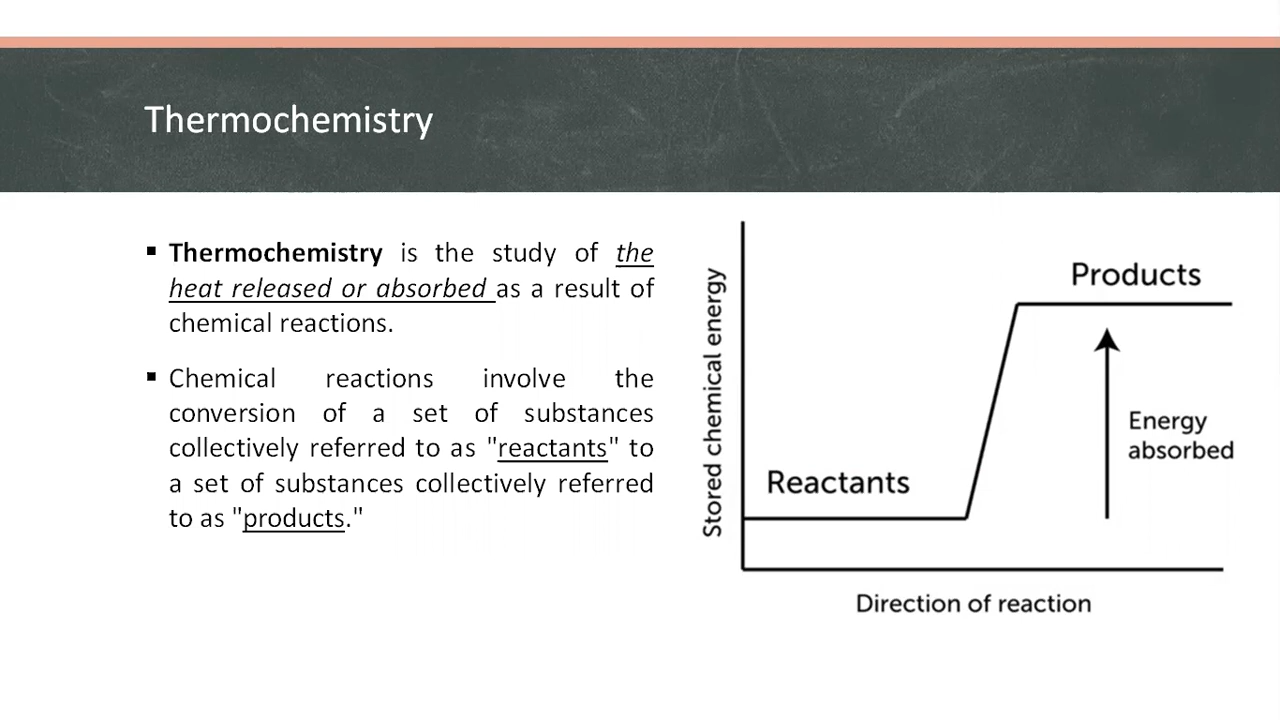 Thermochemistry
▪ Thermochemistry is the study of the
heat released or absorbed as a result of
chemical reactions.
▪ Chemical reactions involve the
conversion of a set of substances
collectively referred to as "reactants" to
a set of substances collectively referred
to as "products."
Stored chemical energy
Reactants
Products
Energy
absorbed
Direction of reaction